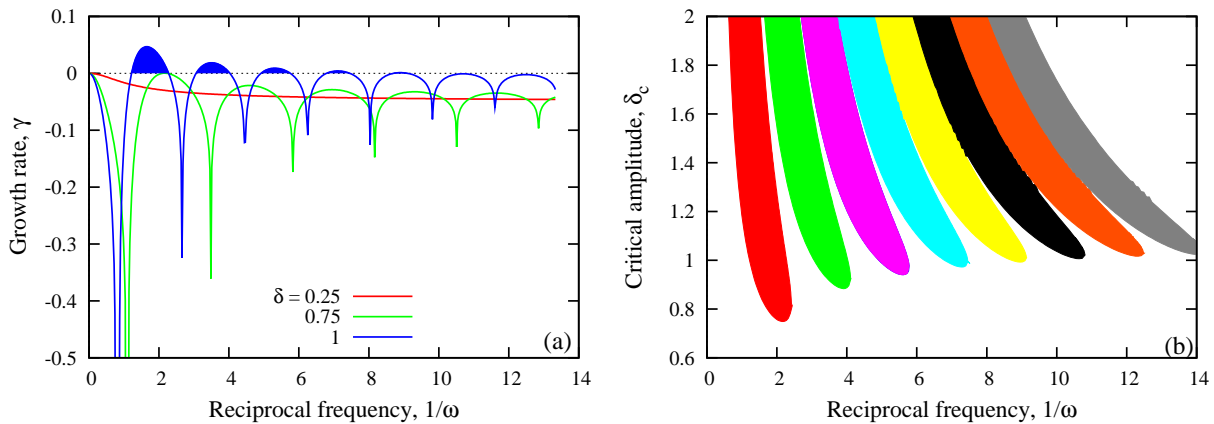 0.1
0
-0.1
-0.2
-0.3
-0.4
-0.5
Growth rate, γ
δ = 0.25
0.75
1
(a)
0 2 4 6 8 10 12 14
Reciprocal frequency, 1/ω
2
1.8
1.6
1.4
1.2
1
0.8
0.6
Critical amplitude, δc
(b)
0 2 4 6 8 10 12 14
Reciprocal frequency, 1/ω